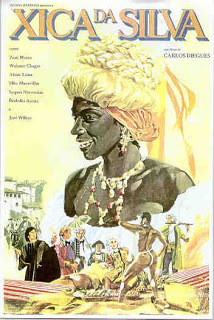 XICA DA SILVA
um filme de
CARLOS DIEGUES
com
Zezé Motta
Walmor Chagas
Altair Lima
Elke Maravilha
Stepan Nercessian
Rodolfo Arena
e
José Wilker